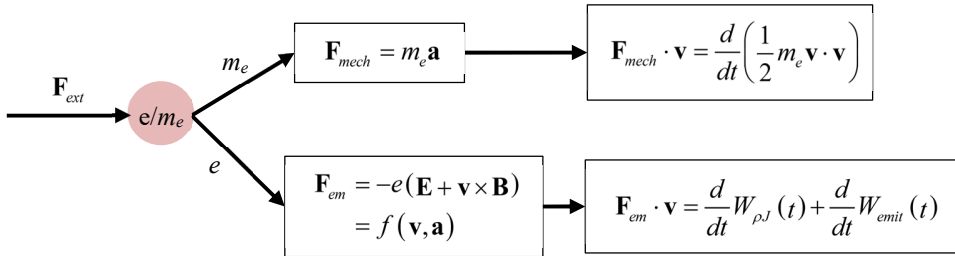 F_ext
e/m_e
m_e
F_mech = m_e a
F_mech · v = d/dt (1/2 m_e v · v)
e
F_em = −e(E + v × B)
= f(v, a)
F_em · v = d/dt W_ρJ (t) + d/dt W_emit (t)